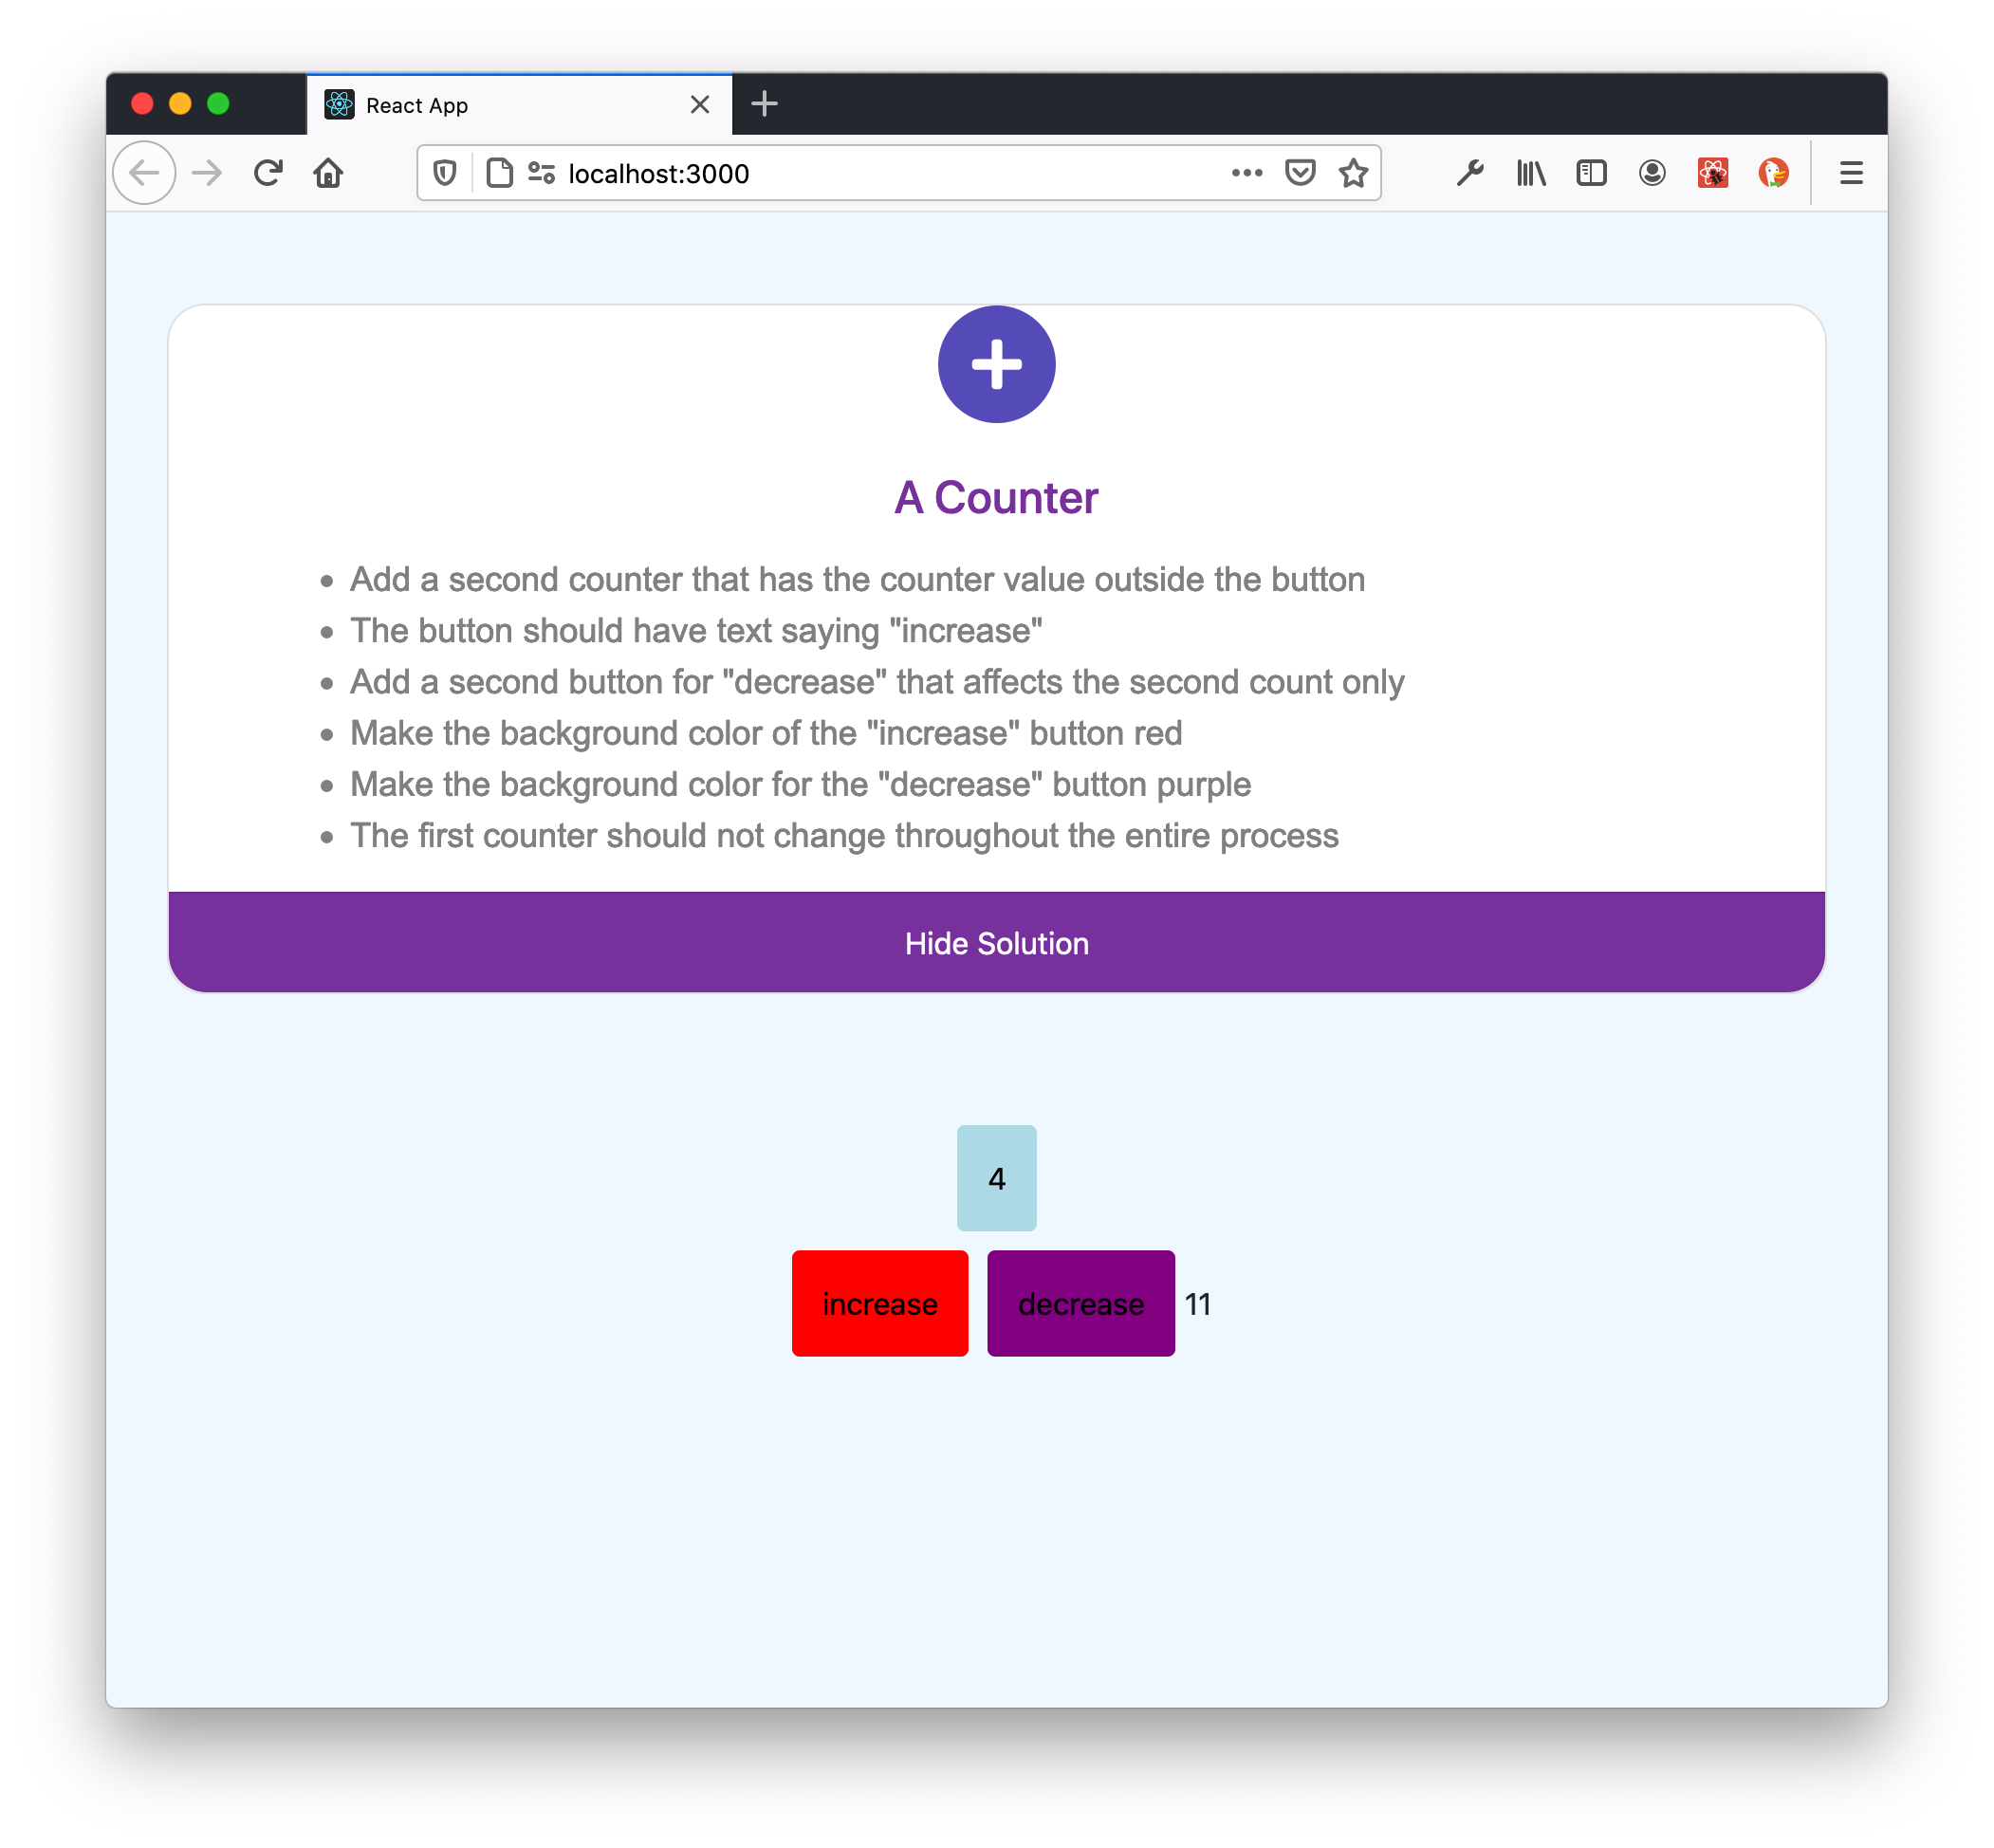 React App
localhost:3000
A Counter
Add a second counter that has the counter value outside the button
The button should have text saying "increase"
Add a second button for "decrease" that affects the second count only
Make the background color of the "increase" button red
Make the background color for the "decrease" button purple
The first counter should not change throughout the entire process
Hide Solution
4
increase decrease 11